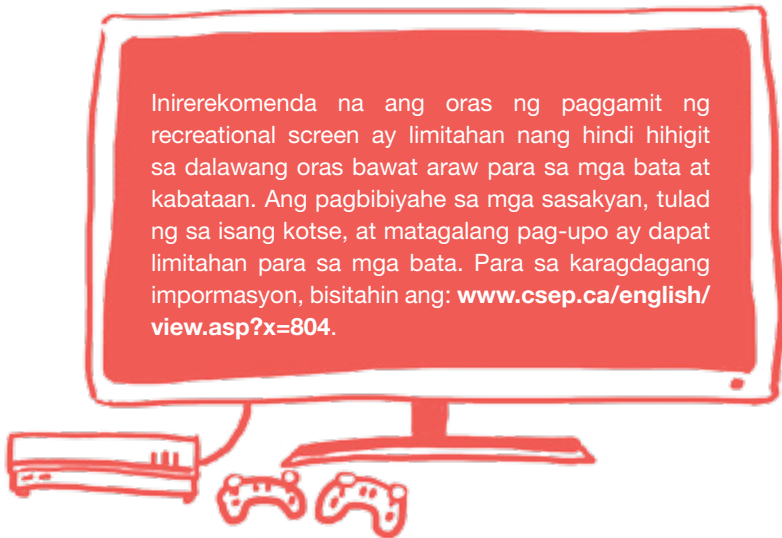 Inirerekomenda na ang oras ng paggamit ng
recreational screen ay limitahan nang hindi hihigit
sa dalawang oras bawat araw para sa mga bata at
kabataan. Ang pagbibiyahe sa mga sasakyan, tulad
ng sa isang kotse, at matagalang pag-upo ay dapat
limitahan para sa mga bata. Para sa karagdagang
impormasyon, bisitahin ang: www.csep.ca/english/
view.asp?x=804.